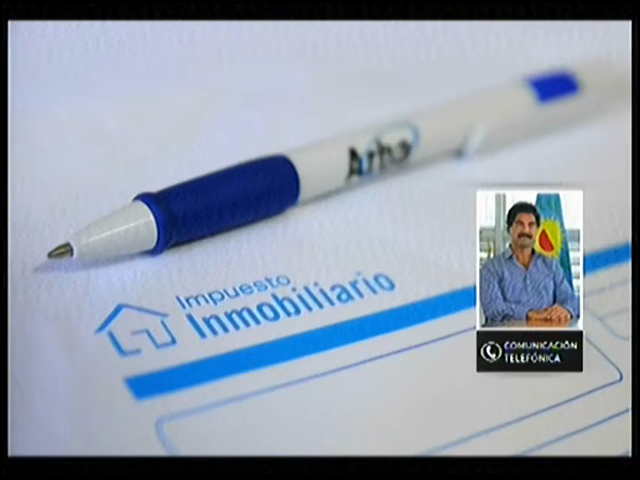 Arba
Impuesto
Inmobiliario
COMUNICACIÓN
TELEFÓNICA